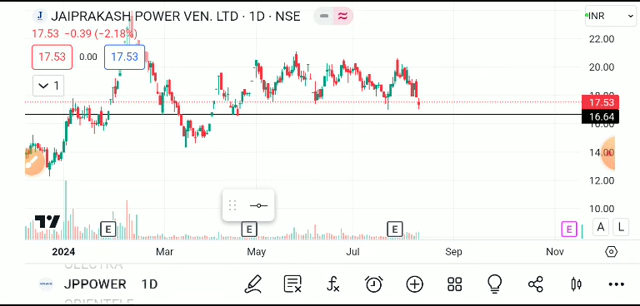 JAIPRAKASH POWER VEN. LTD · 1D · NSE
INR
17.53 −0.39 (−2.18%)
17.53 0.00 17.53
1
22.00
20.00
18.00
17.53
16.64
16.00
14.00
12.00
10.00
E E E E
A L
2024 Mar May Jul Sep Nov
JPPOWER 1D